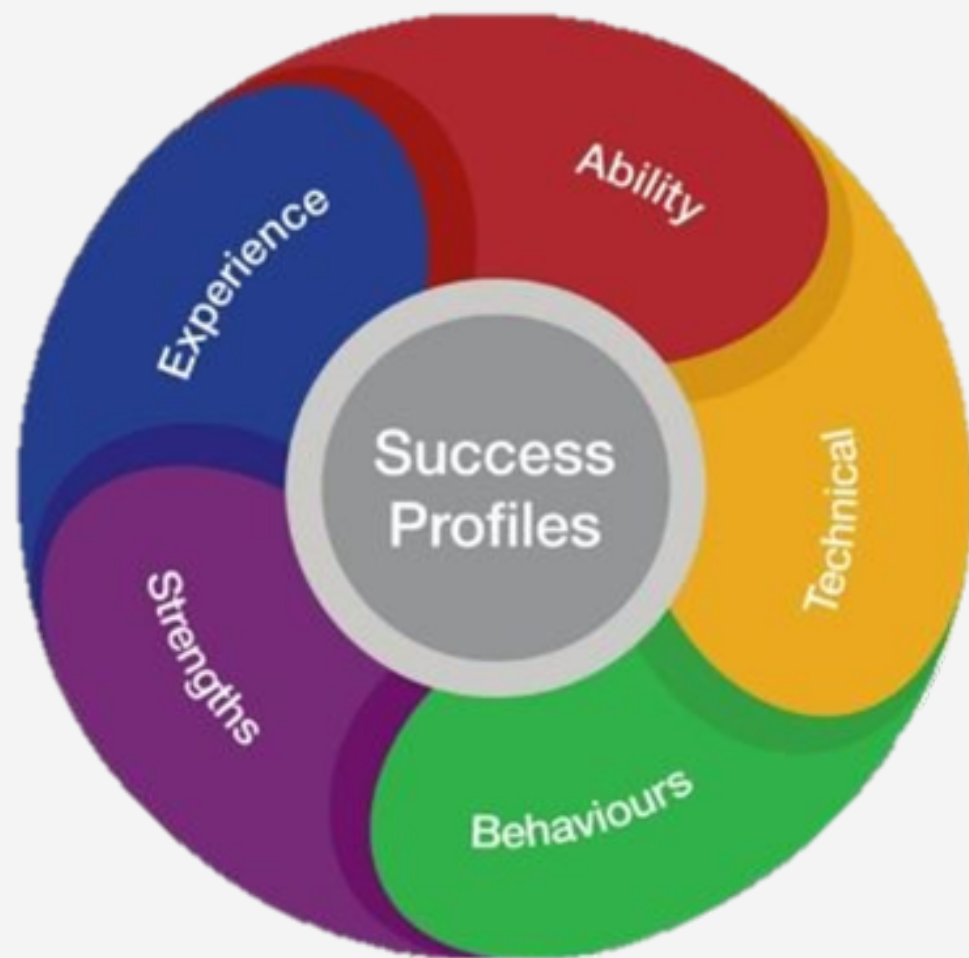 Ability
Technical
Behaviours
Strengths
Experience
Success
Profiles